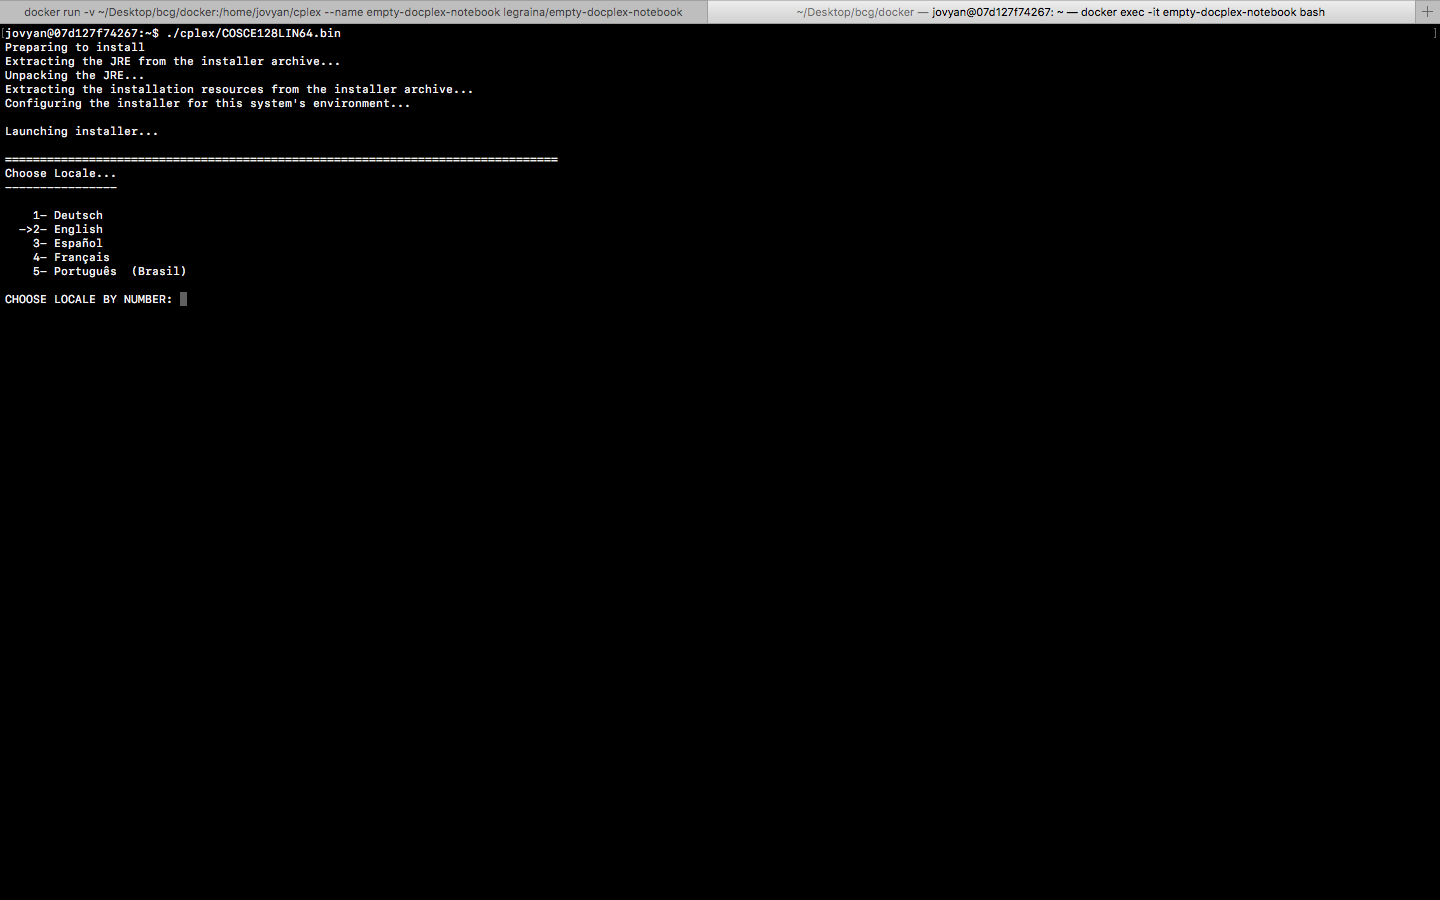 docker run -v ~/Desktop/bcg/docker:/home/jovyan/cplex --name empty-docplex-notebook legraina/empty-docplex-notebook
~/Desktop/bcg/docker — jovyan@07d127f74267: ~ — docker exec -it empty-docplex-notebook bash
+
[jovyan@07d127f74267:~$ ./cplex/COSCE128LIN64.bin ]
Preparing to install
Extracting the JRE from the installer archive...
Unpacking the JRE...
Extracting the installation resources from the installer archive...
Configuring the installer for this system's environment...
Launching installer...
===============================================================================
Choose Locale...
----------------
1- Deutsch
->2- English
3- Español
4- Français
5- Português  (Brasil)
CHOOSE LOCALE BY NUMBER: